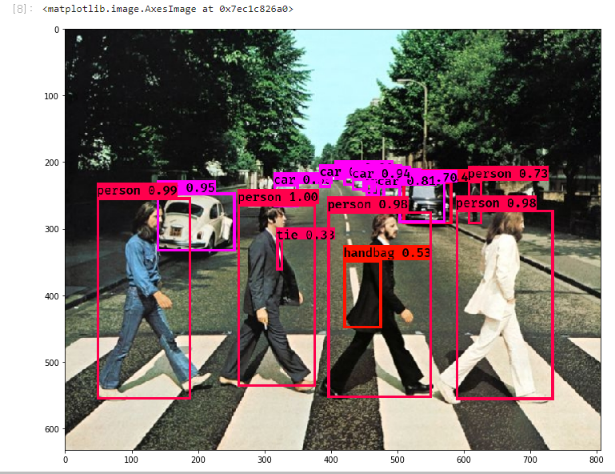 [8]: <matplotlib.image.AxesImage at 0x7ec1c826a0>
0
100
200
300
400
500
600
0 100 200 300 400 500 600 700 800
person 0.99
0.95
person 1.00
tie 0.33
car 0.
car
car 0.94
car 0.81
.70
person 0.73
person 0.98
person 0.98
handbag 0.53